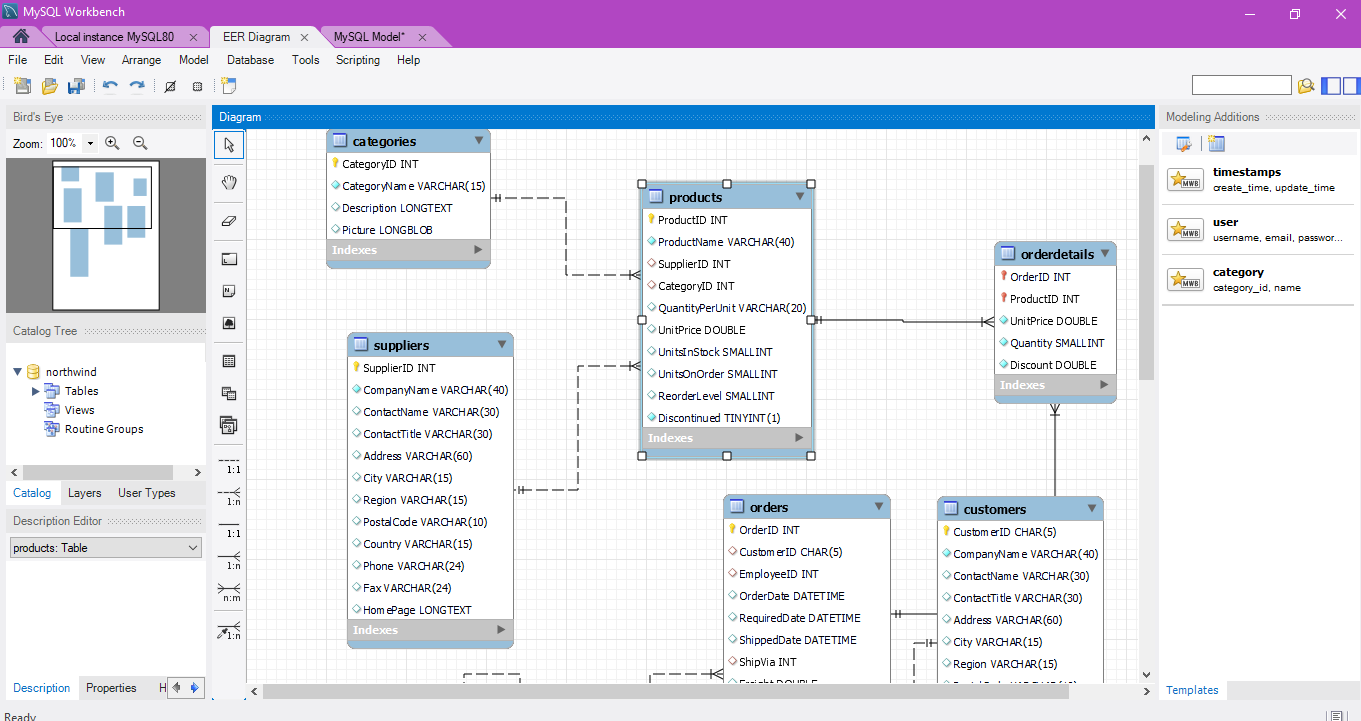 MySQL Workbench
Local instance MySQL80
EER Diagram
MySQL Model*
File Edit View Arrange Model Database Tools Scripting Help
Bird's Eye
Zoom: 100%
Catalog Tree
northwind
Tables
Views
Routine Groups
Catalog Layers User Types
Description Editor
products: Table
Description Properties H
Ready
Diagram
1:1
1:n
1:1
1:n
n:m
1:n
categories
CategoryID INT
CategoryName VARCHAR(15)
Description LONGTEXT
Picture LONGBLOB
Indexes
suppliers
SupplierID INT
CompanyName VARCHAR(40)
ContactName VARCHAR(30)
ContactTitle VARCHAR(30)
Address VARCHAR(60)
City VARCHAR(15)
Region VARCHAR(15)
PostalCode VARCHAR(10)
Country VARCHAR(15)
Phone VARCHAR(24)
Fax VARCHAR(24)
HomePage LONGTEXT
Indexes
products
ProductID INT
ProductName VARCHAR(40)
SupplierID INT
CategoryID INT
QuantityPerUnit VARCHAR(20)
UnitPrice DOUBLE
UnitsInStock SMALLINT
UnitsOnOrder SMALLINT
ReorderLevel SMALLINT
Discontinued TINYINT(1)
Indexes
orderdetails
OrderID INT
ProductID INT
UnitPrice DOUBLE
Quantity SMALLINT
Discount DOUBLE
Indexes
orders
OrderID INT
CustomerID CHAR(5)
EmployeeID INT
OrderDate DATETIME
RequiredDate DATETIME
ShippedDate DATETIME
ShipVia INT
Freight DOUBLE
customers
CustomerID CHAR(5)
CompanyName VARCHAR(40)
ContactName VARCHAR(30)
ContactTitle VARCHAR(30)
Address VARCHAR(60)
City VARCHAR(15)
Region VARCHAR(15)
Modeling Additions
timestamps
create_time, update_time
user
username, email, passwor...
category
category_id, name
MWB
MWB
MWB
Templates